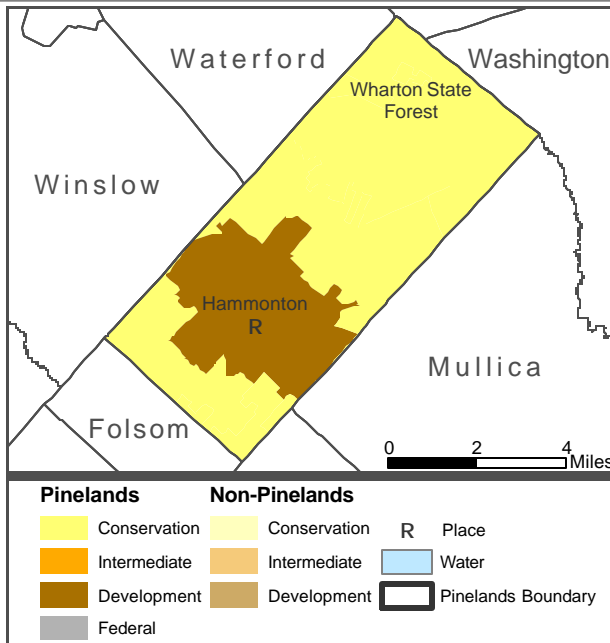 Waterford
Washington
Wharton State
Forest
Winslow
Hammonton
R
Mullica
Folsom
0 2 4
Miles
Pinelands Non-Pinelands
Conservation Conservation R Place
Intermediate Intermediate Water
Development Development Pinelands Boundary
Federal